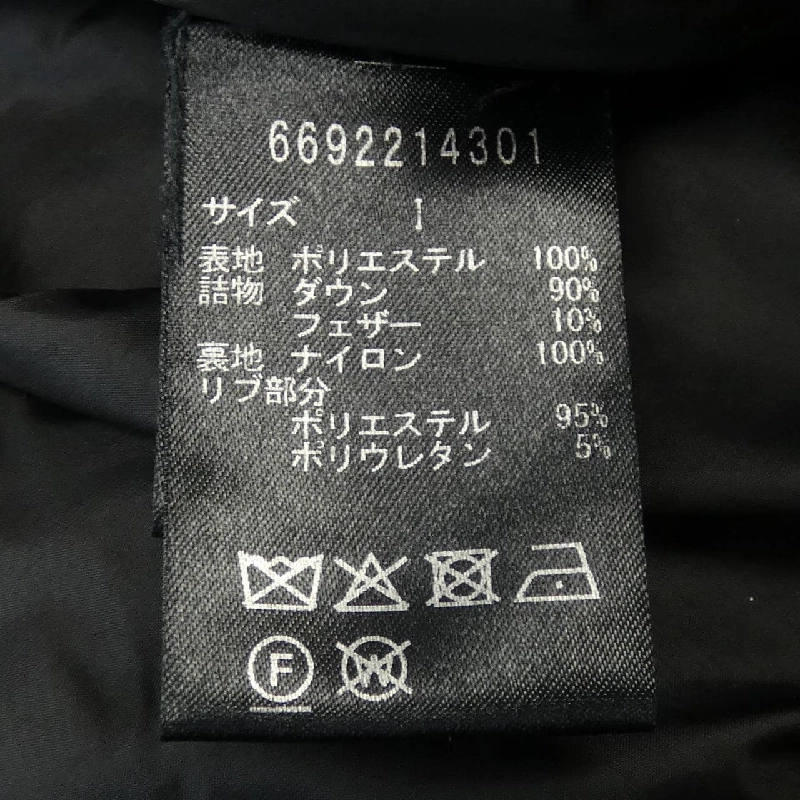 6692214301
サイズ 1
表地 ポリエステル 100%
詰物 ダウン 90%
フェザー 10%
裏地 ナイロン 100%
リブ部分
ポリエステル 95%
ポリウレタン 5%
F W